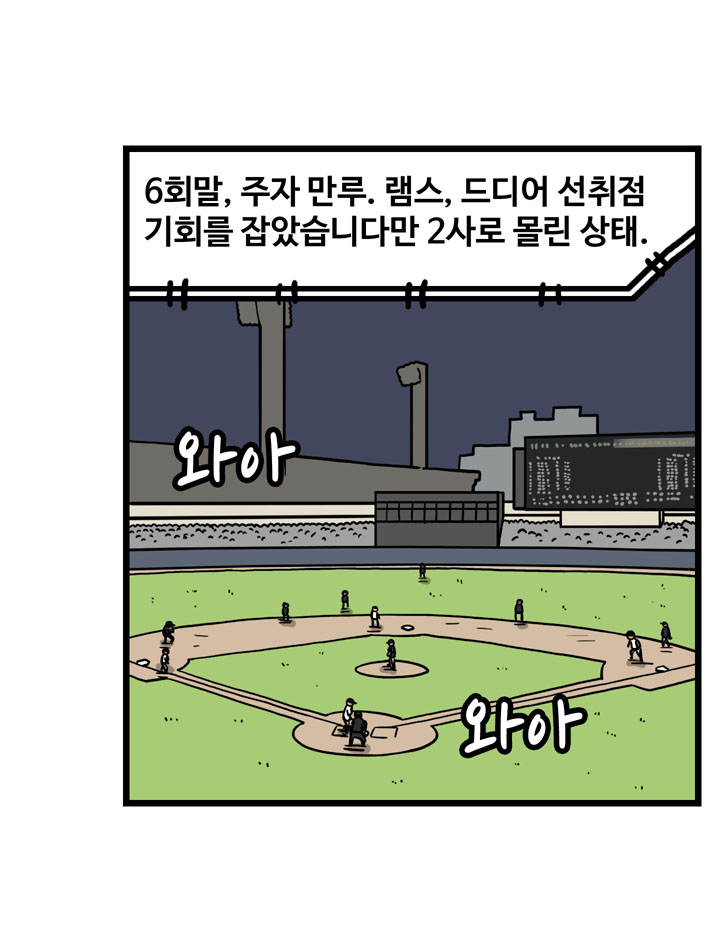 6회말, 주자 만루. 램스, 드디어 선취점
기회를 잡았습니다만 2사로 몰린 상태.
와아
와아